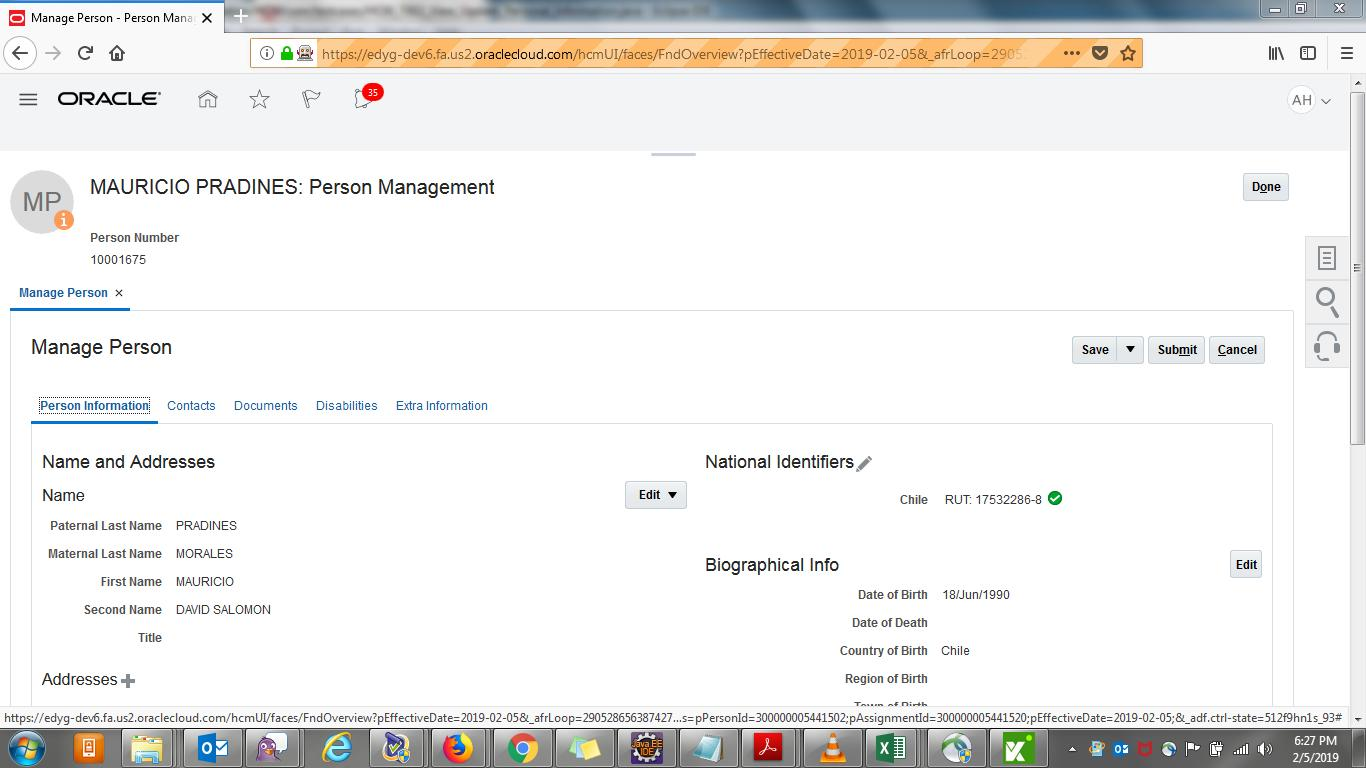 Manage Person - Person Mana
https://edyg-dev6.fa.us2.oraclecloud.com/hcmUI/faces/FndOverview?pEffectiveDate=2019-02-05&_afrLoop=2905
ORACLE
35
AH
MP
MAURICIO PRADINES: Person Management
Done
Person Number
10001675
Manage Person
Manage Person
Save
Submit
Cancel
Person Information Contacts Documents Disabilities Extra Information
Name and Addresses
Name
Edit
Paternal Last Name PRADINES
Maternal Last Name MORALES
First Name MAURICIO
Second Name DAVID SALOMON
Title
Addresses
National Identifiers
Chile RUT: 17532286-8
Biographical Info
Edit
Date of Birth 18/Jun/1990
Date of Death
Country of Birth Chile
Region of Birth
Town of Birth
https://edyg-dev6.fa.us2.oraclecloud.com/hcmUI/faces/FndOverview?pEffectiveDate=2019-02-05&_afrLoop=290528656387427...s=pPersonId=300000005441502;pAssignmentId=300000005441520;pEffectiveDate=2019-02-05;&_adf.ctrl-state=512f9hn1s_93#
Java EE
IDE
6:27 PM
2/5/2019